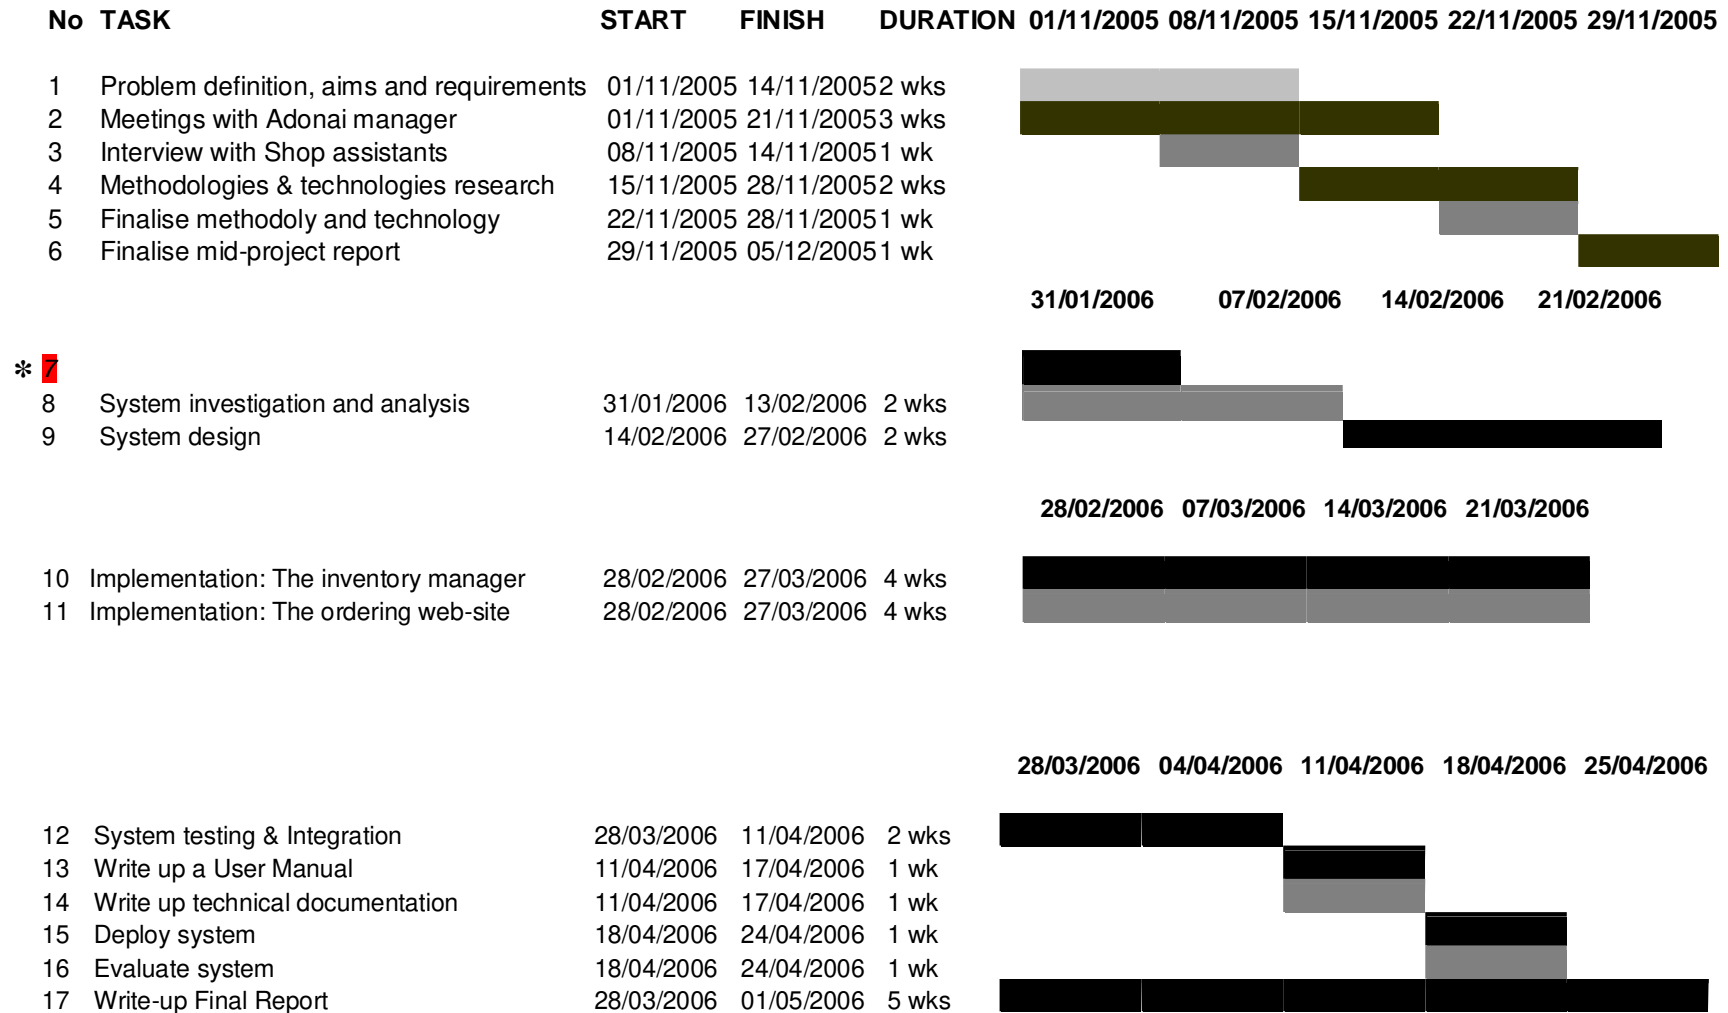 No TASK START FINISH DURATION 01/11/2005 08/11/2005 15/11/2005 22/11/2005 29/11/2005
1 Problem definition, aims and requirements 01/11/2005 14/11/2005 2 wks
2 Meetings with Adonai manager 01/11/2005 21/11/2005 3 wks
3 Interview with Shop assistants 08/11/2005 14/11/2005 1 wk
4 Methodologies & technologies research 15/11/2005 28/11/2005 2 wks
5 Finalise methodoly and technology 22/11/2005 28/11/2005 1 wk
6 Finalise mid-project report 29/11/2005 05/12/2005 1 wk
31/01/2006 07/02/2006 14/02/2006 21/02/2006
* 7
8 System investigation and analysis 31/01/2006 13/02/2006 2 wks
9 System design 14/02/2006 27/02/2006 2 wks
28/02/2006 07/03/2006 14/03/2006 21/03/2006
10 Implementation: The inventory manager 28/02/2006 27/03/2006 4 wks
11 Implementation: The ordering web-site 28/02/2006 27/03/2006 4 wks
28/03/2006 04/04/2006 11/04/2006 18/04/2006 25/04/2006
12 System testing & Integration 28/03/2006 11/04/2006 2 wks
13 Write up a User Manual 11/04/2006 17/04/2006 1 wk
14 Write up technical documentation 11/04/2006 17/04/2006 1 wk
15 Deploy system 18/04/2006 24/04/2006 1 wk
16 Evaluate system 18/04/2006 24/04/2006 1 wk
17 Write-up Final Report 28/03/2006 01/05/2006 5 wks